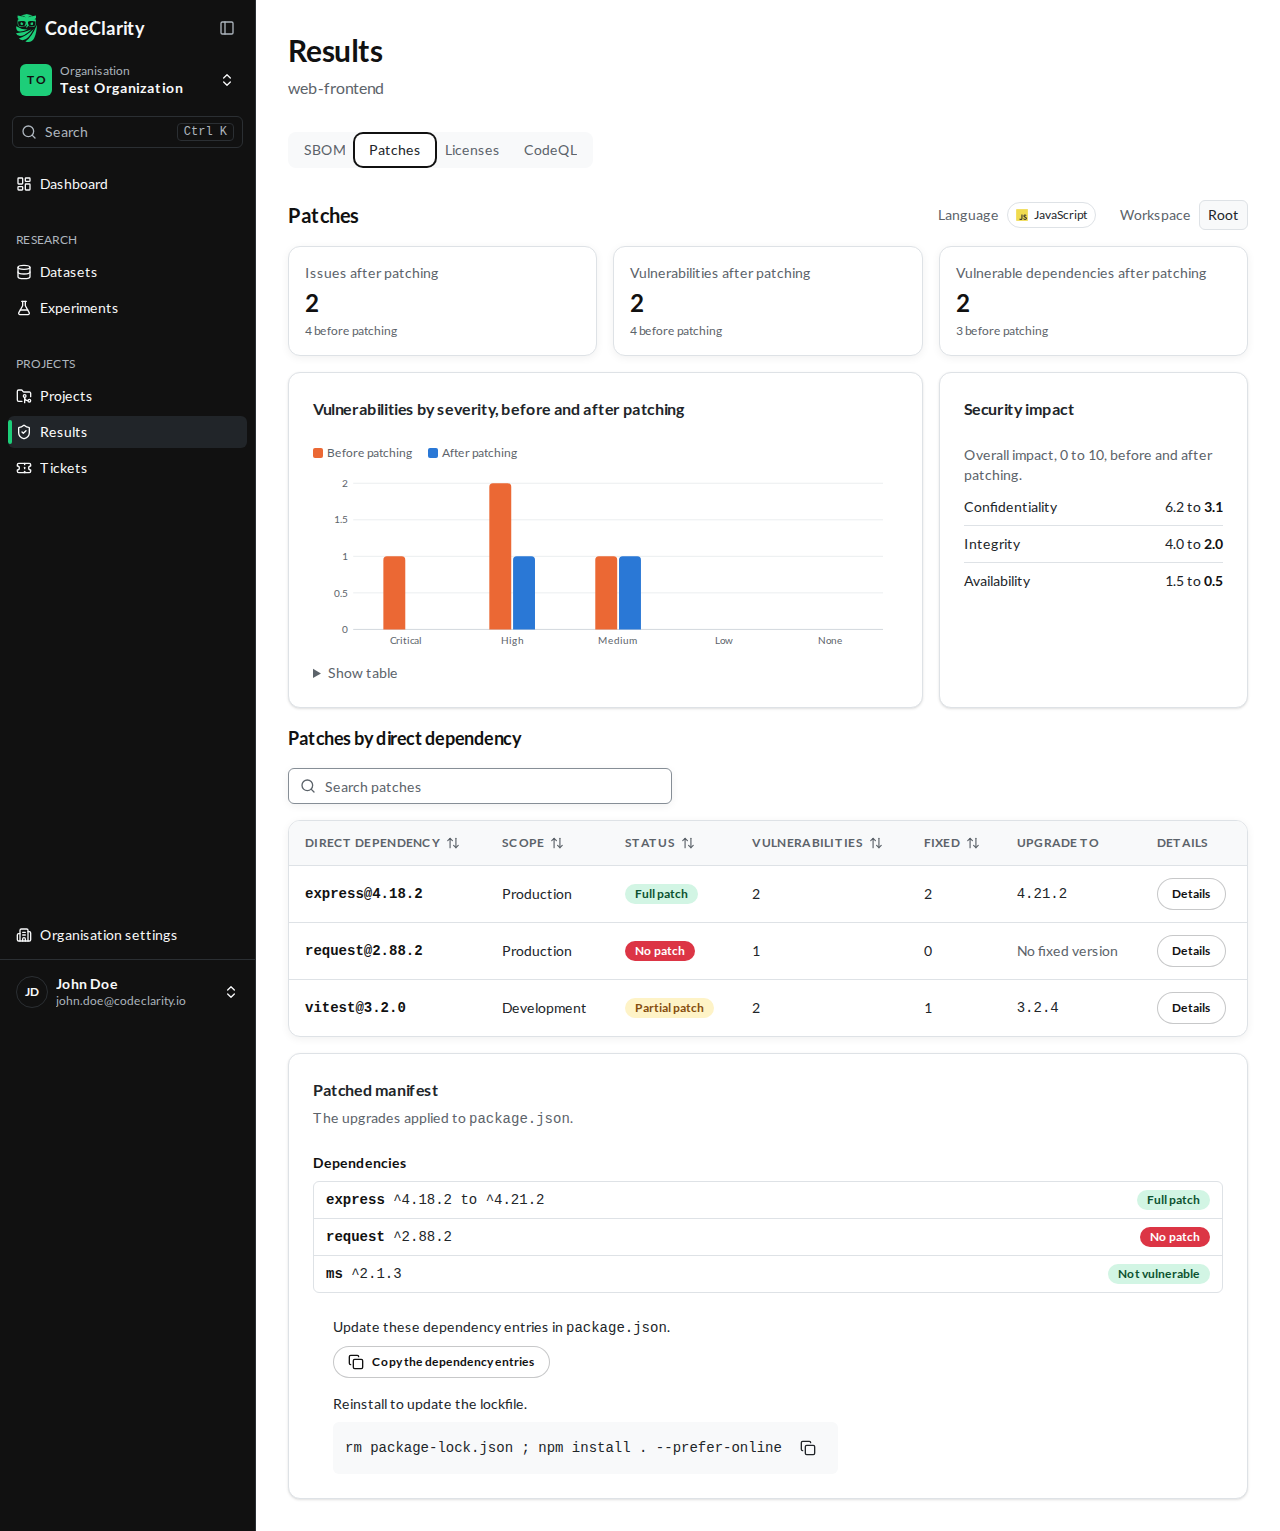 CodeClarity
TO
Organisation
Test Organization
Search
Ctrl K
Dashboard
RESEARCH
Datasets
Experiments
PROJECTS
Projects
Results
Tickets
Organisation settings
JD
John Doe
john.doe@codeclarity.io
Results
web-frontend
SBOM Patches Licenses CodeQL
Patches
Language JS JavaScript Workspace Root
Issues after patching
2
4 before patching
Vulnerabilities after patching
2
4 before patching
Vulnerable dependencies after patching
2
3 before patching
Vulnerabilities by severity, before and after patching
Before patching After patching
2
1.5
1
0.5
0
Critical High Medium Low None
Show table
Security impact
Overall impact, 0 to 10, before and after
patching.
Confidentiality 6.2 to 3.1
Integrity 4.0 to 2.0
Availability 1.5 to 0.5
Patches by direct dependency
Search patches
DIRECT DEPENDENCY SCOPE STATUS VULNERABILITIES FIXED UPGRADE TO DETAILS
express@4.18.2 Production Full patch 2 2 4.21.2 Details
request@2.88.2 Production No patch 1 0 No fixed version Details
vitest@3.2.0 Development Partial patch 2 1 3.2.4 Details
Patched manifest
The upgrades applied to package.json.
Dependencies
express ^4.18.2 to ^4.21.2 Full patch
request ^2.88.2 No patch
ms ^2.1.3 Not vulnerable
Update these dependency entries in package.json.
Copy the dependency entries
Reinstall to update the lockfile.
rm package-lock.json ; npm install . --prefer-online